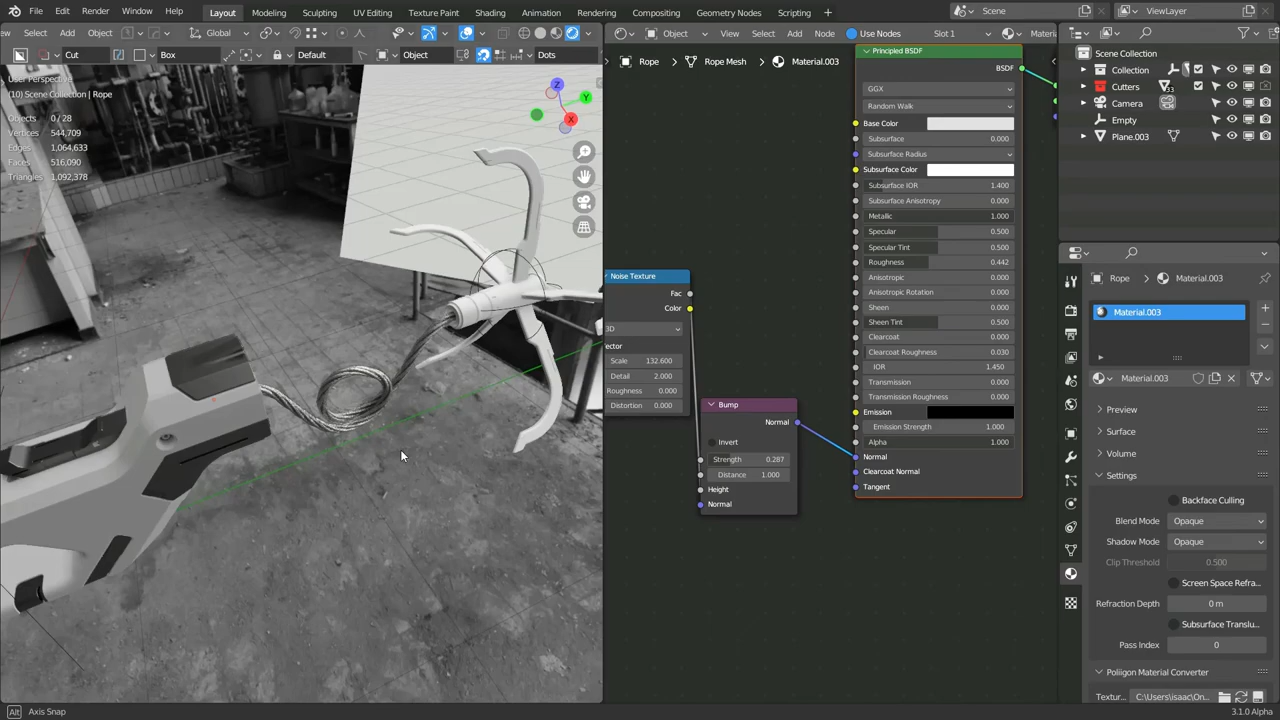 File Edit Render Window Help Layout Modeling Sculpting UV Editing Texture Paint Shading Animation Rendering Compositing Geometry Nodes Scripting + Scene ViewLayer
Select Add Object Global Object View Select Add Node Use Nodes Slot 1
Cut Box Default Object Dots
Rope Rope Mesh Material.003
(10) Scene Collection | Rope
Objects 0/28
Vertices 544,709
Edges 1,064,633
Faces 516,090
Triangles 1,092,378
Z
Y
X
Noise Texture
Fac
Color
3D
Scale 132.600
Detail 2.000
Roughness 0.000
Distortion 0.000
Bump
Normal
Invert
Strength 0.287
Distance 1.000
Height
Normal
Principled BSDF
BSDF
GGX
Random Walk
Base Color
Subsurface 0.000
Subsurface Radius
Subsurface Color
Subsurface IOR 1.400
Subsurface Anisotropy 0.000
Metallic 1.000
Specular 0.500
Specular Tint 0.500
Roughness 0.442
Anisotropic 0.000
Anisotropic Rotation 0.000
Sheen 0.000
Sheen Tint 0.500
Clearcoat 0.000
Clearcoat Roughness 0.030
IOR 1.450
Transmission 0.000
Transmission Roughness 0.000
Emission
Emission Strength 1.000
Alpha 1.000
Normal
Clearcoat Normal
Tangent
Scene Collection
Collection
Cutters 33
Camera
Empty
Plane.003
Rope Material.003
Material.003
Material.003
Preview
Surface
Volume
Settings
Backface Culling
Blend Mode Opaque
Shadow Mode Opaque
Clip Threshold 0.500
Screen Space Refra...
Refraction Depth 0 m
Subsurface Translu...
Pass Index 0
Poliigon Material Converter
Textur... C:\Users\isaac\On...
Alt Axis Snap 3.1.0 Alpha